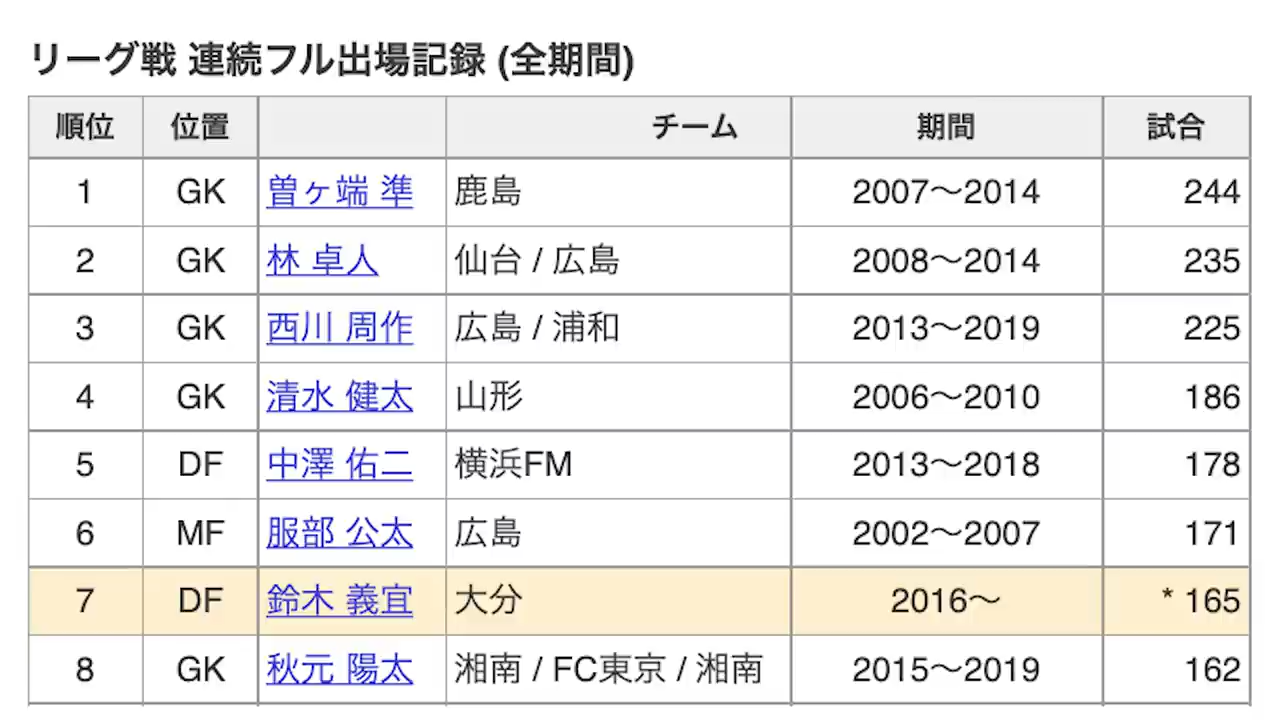 リーグ戦 連続フル出場記録 (全期間)
順位 位置 チーム 期間 試合
1 GK 曽ヶ端 準 鹿島 2007〜2014 244
2 GK 林 卓人 仙台 / 広島 2008〜2014 235
3 GK 西川 周作 広島 / 浦和 2013〜2019 225
4 GK 清水 健太 山形 2006〜2010 186
5 DF 中澤 佑二 横浜FM 2013〜2018 178
6 MF 服部 公太 広島 2002〜2007 171
7 DF 鈴木 義宜 大分 2016〜 * 165
8 GK 秋元 陽太 湘南 / FC東京 / 湘南 2015〜2019 162